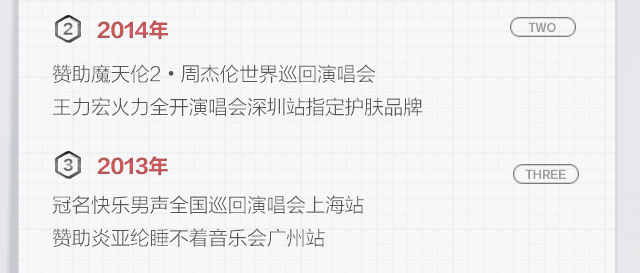 2 2014年 TWO
赞助魔天伦2·周杰伦世界巡回演唱会
王力宏火力全开演唱会深圳站指定护肤品牌
3 2013年 THREE
冠名快乐男声全国巡回演唱会上海站
赞助炎亚纶睡不着音乐会广州站